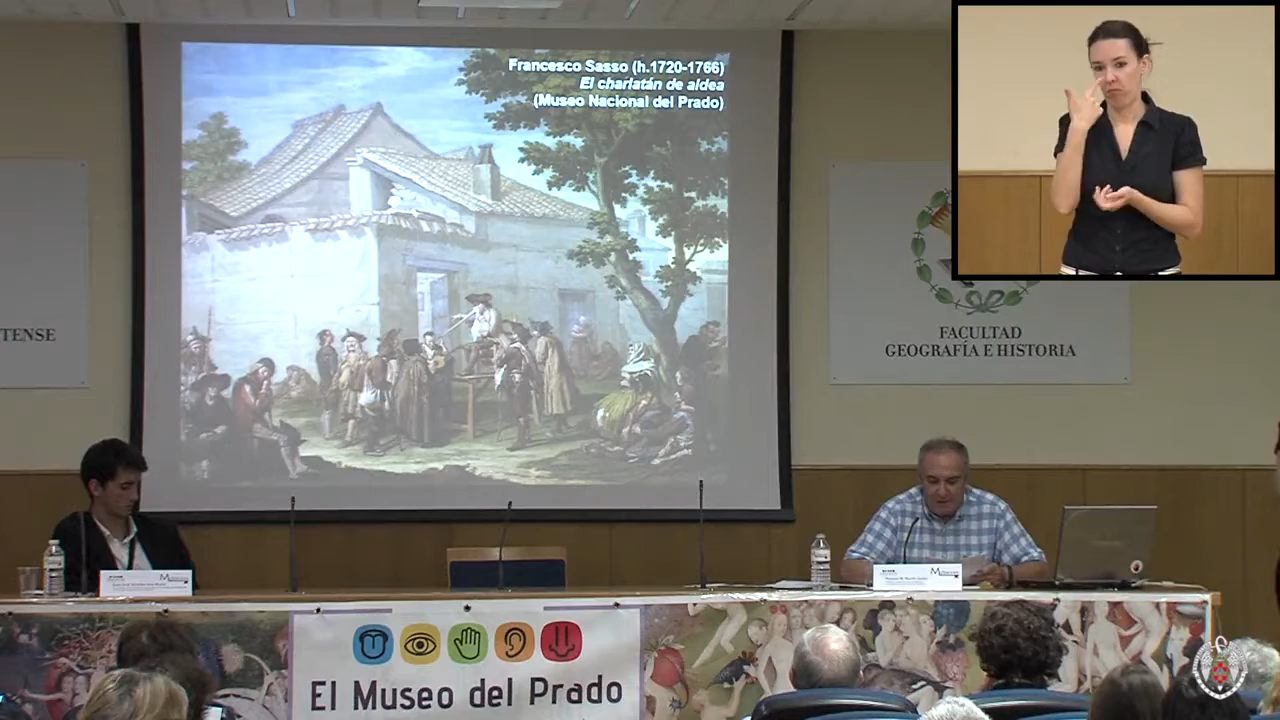 Francesco Sasso (h.1720-1766)
El charlatán de aldea
(Museo Nacional del Prado)
TENSE
FACULTAD
GEOGRAFÍA E HISTORIA
El Museo del Prado